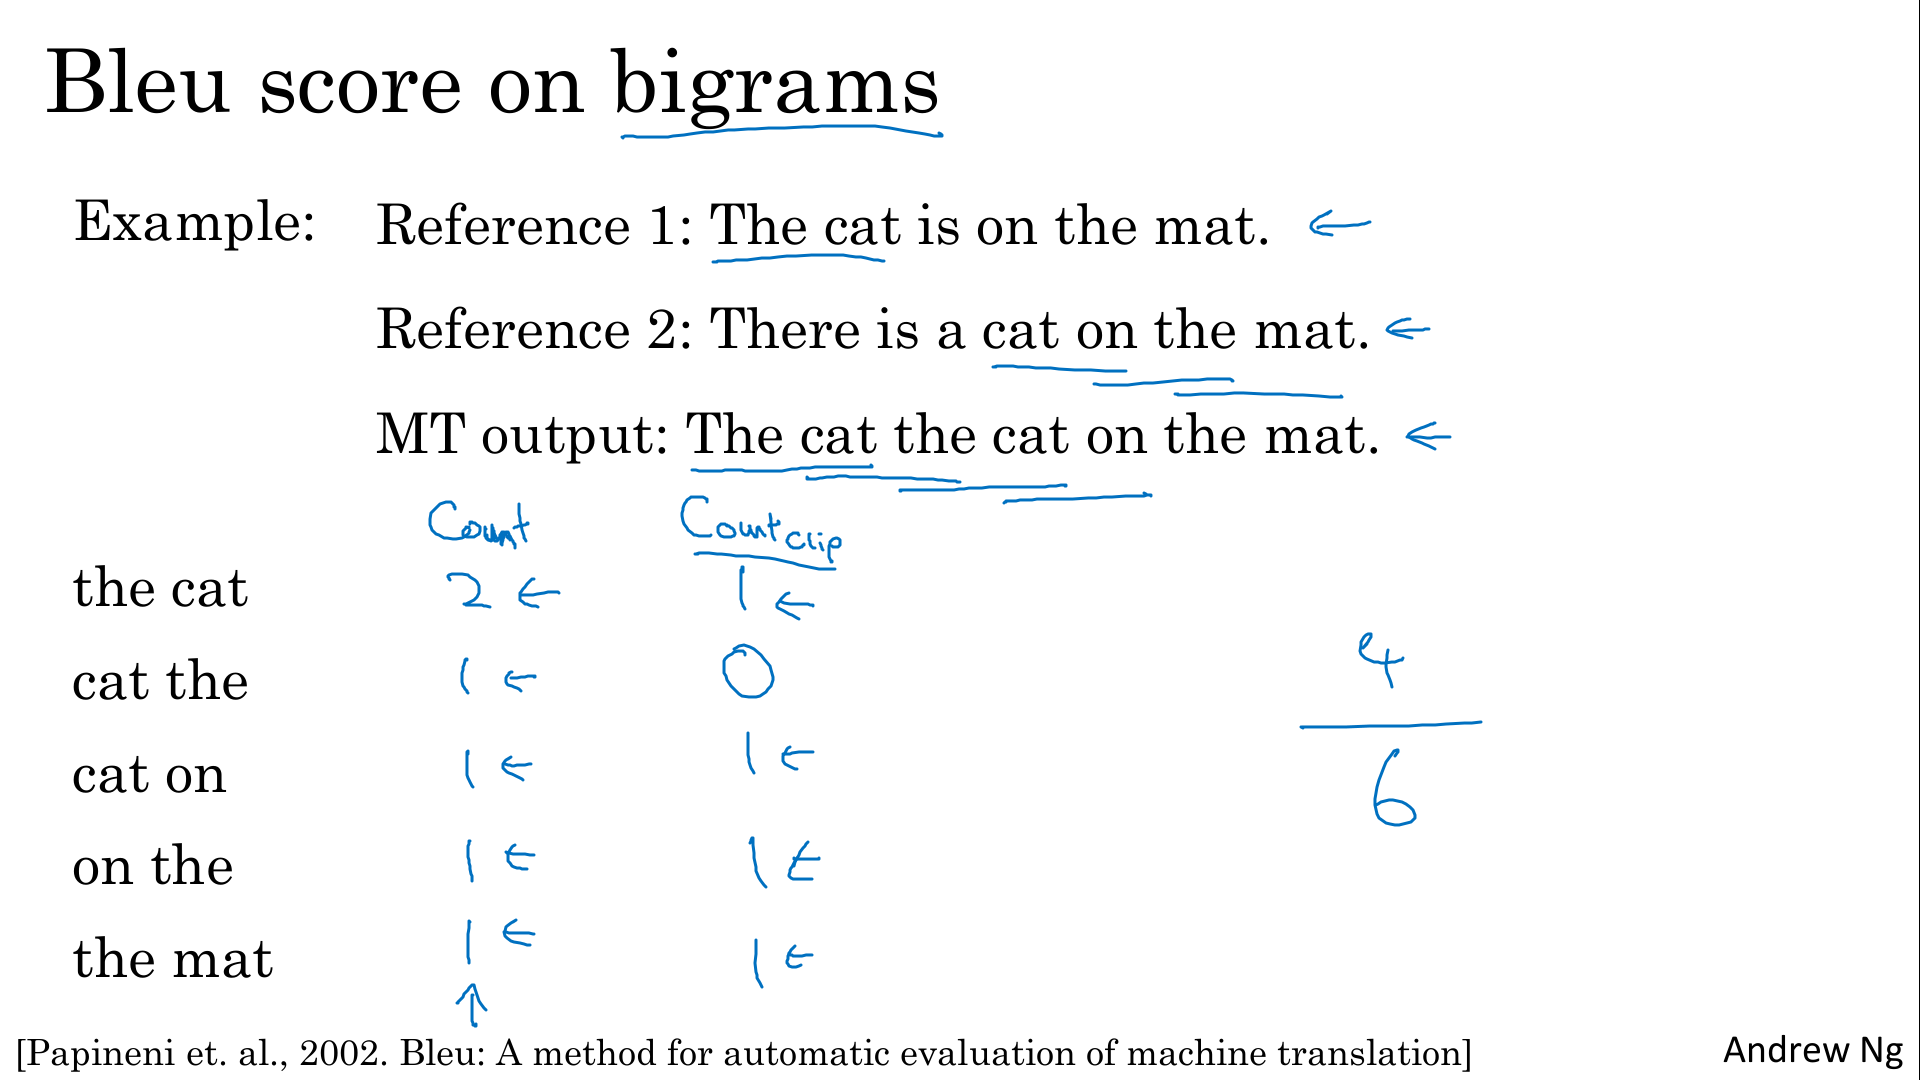 Bleu score on bigrams
Example: Reference 1: The cat is on the mat. ←
Reference 2: There is a cat on the mat. ←
MT output: The cat the cat on the mat. ←
Count Count clip
the cat 2 ← 1 ←
cat the 1 ← 0
cat on 1 ← 1 ←
on the 1 ← 1 ←
the mat 1 ← 1 ←
↑
4
6
[Papineni et. al., 2002. Bleu: A method for automatic evaluation of machine translation]
Andrew Ng